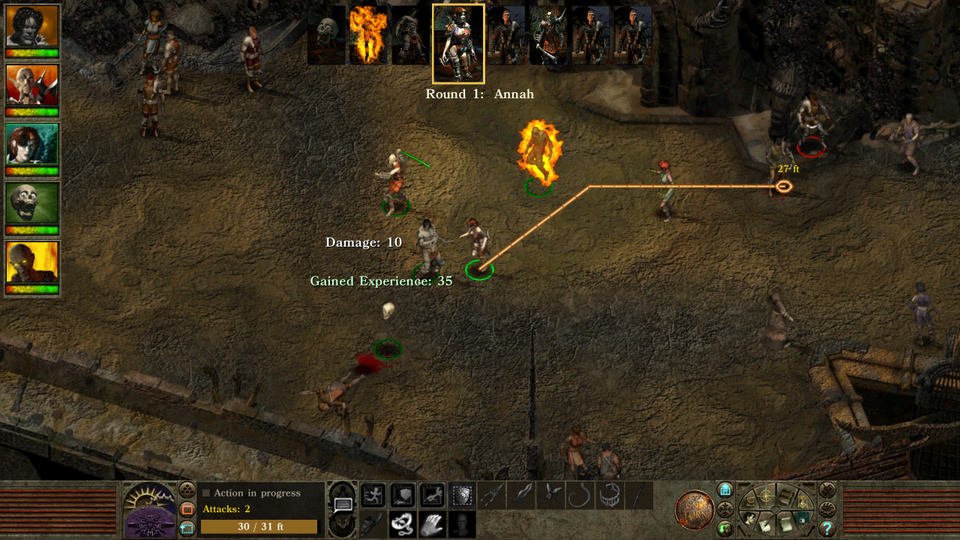 Round 1: Annah
27 ft
Damage: 10
Gained Experience: 35
Action in progress
Attacks: 2
30 / 31 ft
?